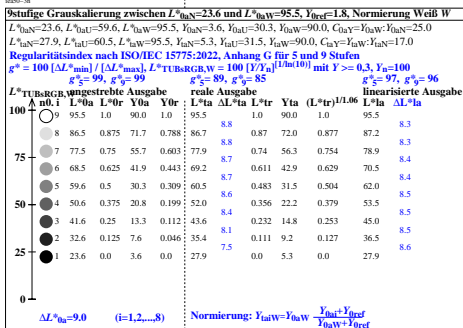 9stufige Grauskalierung zwischen L*0aN=23.6 und L*0aW=95.5, Y0ref=1.8, Normierung Weiß W
L*0aN=23.6, L*0aU=59.6, L*0aW=95.5, Y0aN=3.6, Y0aU=30.3, Y0aW=90.0, C0aY=Y0aW:Y0aN=25.0
L*taN=27.9, L*taU=60.5, L*taW=95.5, YtaN=5.3, YtaU=31.5, YtaW=90.0, CtaY=YtaW:YtaN=17.0
Regularitätsindex nach ISO/IEC 15775:2022, Anhang G für 5 und 9 Stufen
g* = 100 [ΔL*min] / [ΔL*max], L*TUBsRGB,W = 100 [Y/Yn]^[1/ln(10)] mit Y >= 0.3, Yn=100
g*5= 99, g*9= 99 g*5= 89, g*9= 85 g*5= 97, g*9= 96
L*TUBsRGB,W angestrebte Ausgabe reale Ausgabe linearisierte Ausgabe
n0. i L*0a L*0r Y0a Y0r L*ta ΔL*ta L*tr Yta (L*tr)^1/1.06 L*la ΔL*la
100
9 95.5 1.0 90.0 1.0 95.5 1.0 90.0 1.0 95.5
8.8 8.3
8 86.5 0.875 71.7 0.788 86.7 0.87 72.0 0.877 87.2
8.8 8.3
75
7 77.5 0.75 55.7 0.603 77.9 0.74 56.3 0.754 78.9
8.7 8.4
6 68.5 0.625 41.9 0.443 69.2 0.611 42.9 0.629 70.5
8.7 8.4
5 59.6 0.5 30.3 0.309 60.5 0.483 31.5 0.504 62.0
8.6 8.5
50
4 50.6 0.375 20.8 0.199 52.0 0.356 22.2 0.379 53.5
8.4 8.5
3 41.6 0.25 13.3 0.112 43.6 0.232 14.8 0.253 45.0
8.1 8.5
2 32.6 0.125 7.6 0.046 35.4 0.111 9.2 0.127 36.5
7.5 8.6
25
1 23.6 0.0 3.6 0.0 27.9 0.0 5.3 0.0 27.9
0
ΔL*0a=9.0 (i=1,2,...,8) Normierung: YtaiW=Y0aW (Y0ai+Y0ref)/(Y0aW+Y0ref)